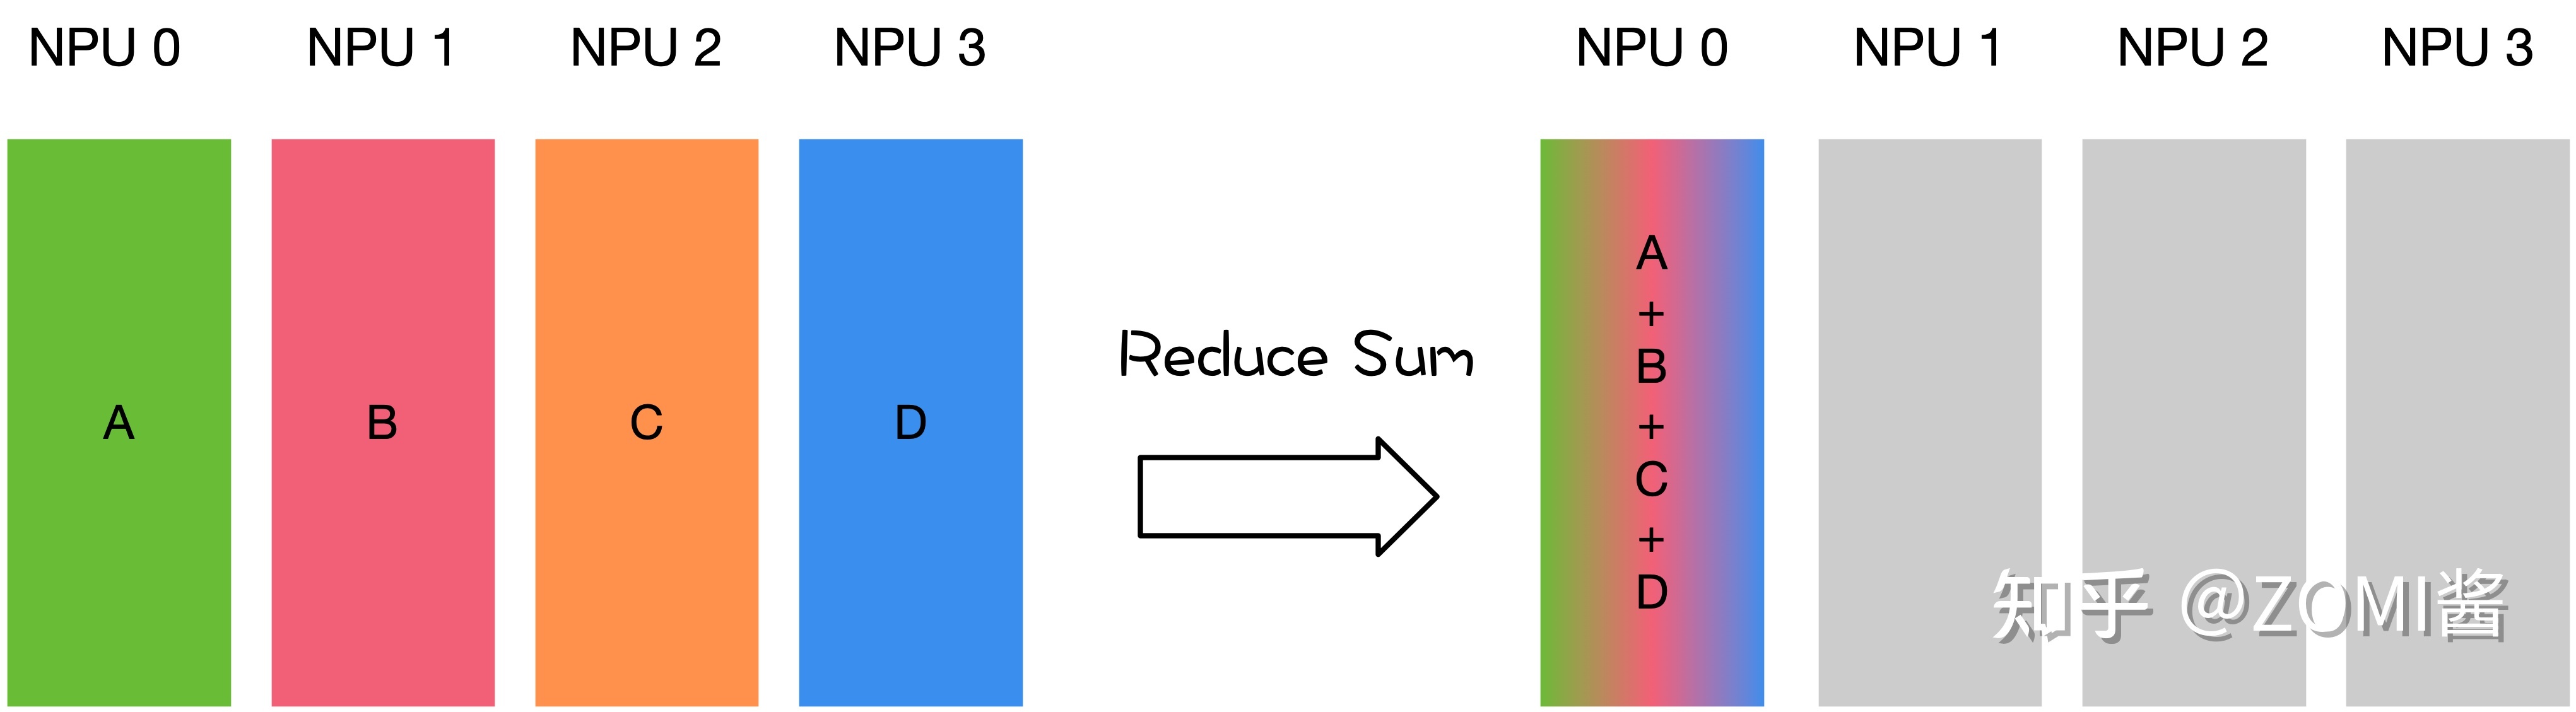 NPU 0 NPU 1 NPU 2 NPU 3 NPU 0 NPU 1 NPU 2 NPU 3
A B C D
Reduce Sum
A
+
B
+
C
+
D
知乎 @ZOMI酱